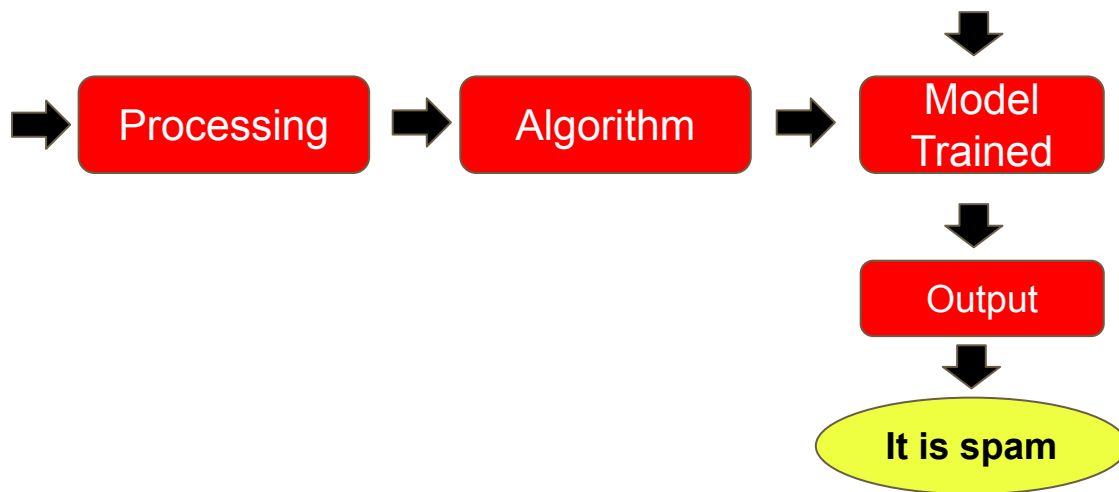 Processing
Algorithm
Model
Trained
Output
It is spam